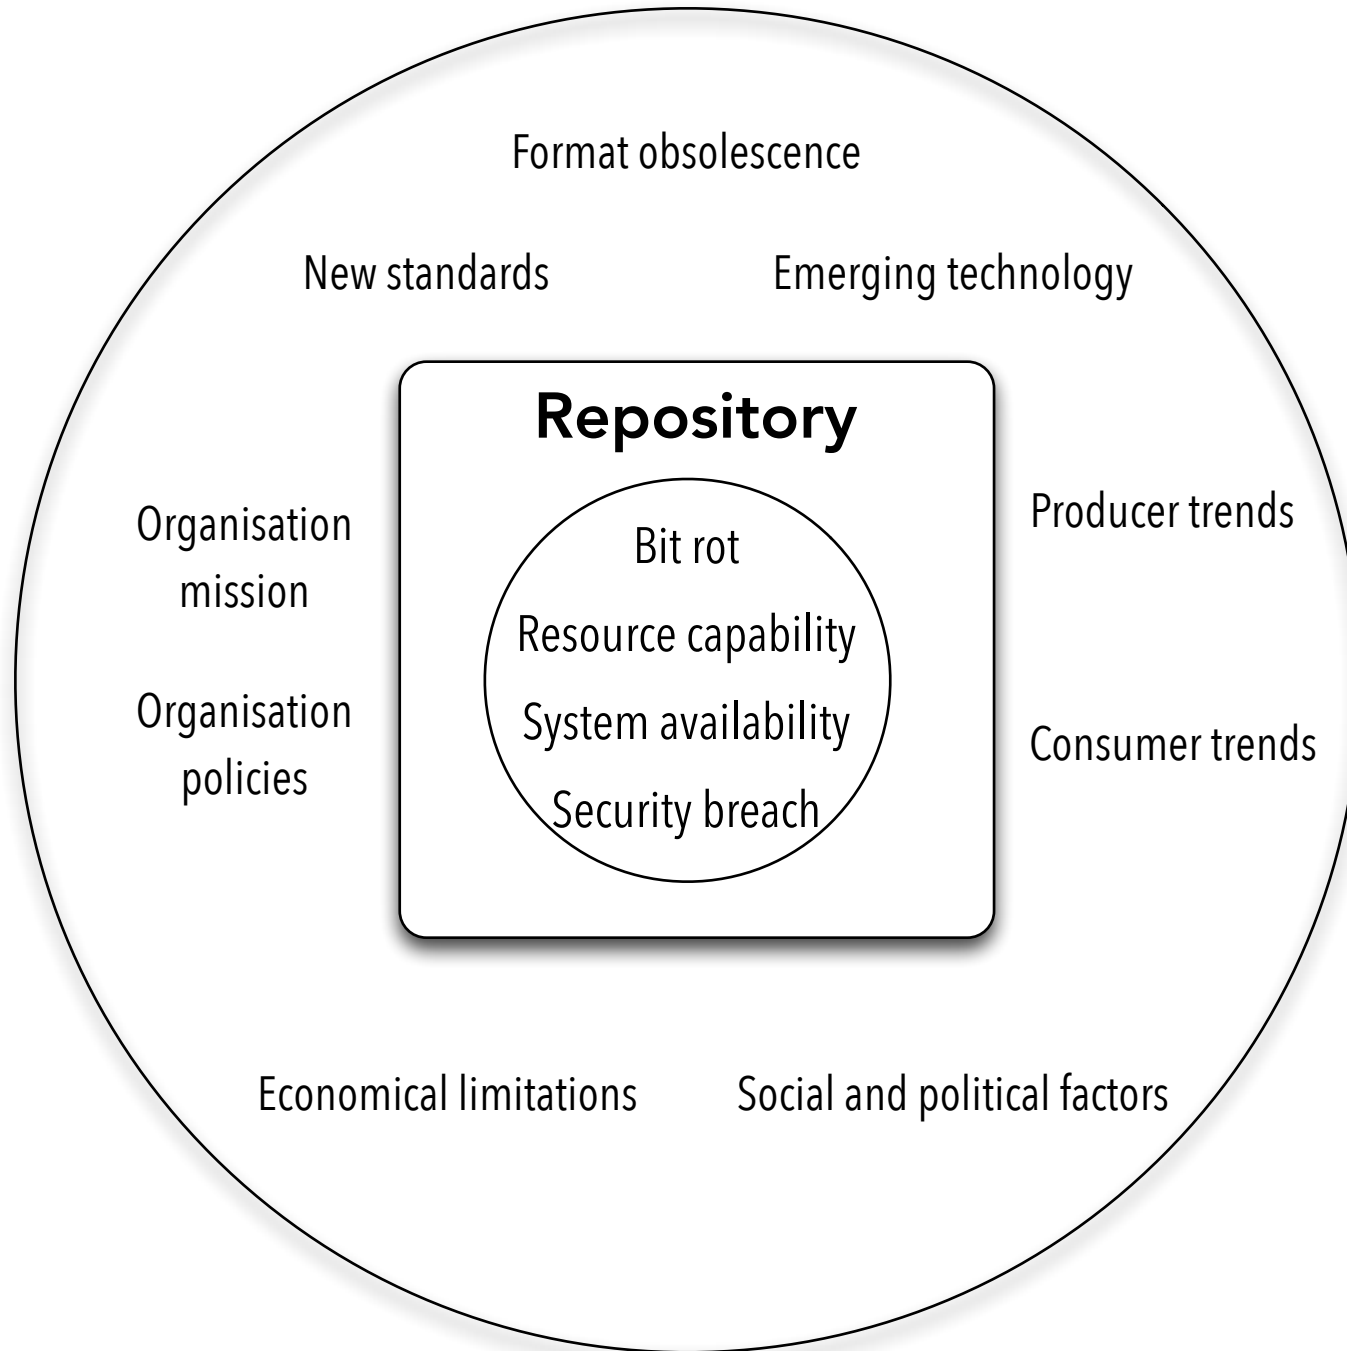 Format obsolescence
New standards
Emerging technology
Repository
Organisation
mission
Bit rot
Producer trends
Resource capability
Organisation
policies
System availability
Consumer trends
Security breach
Economical limitations
Social and political factors